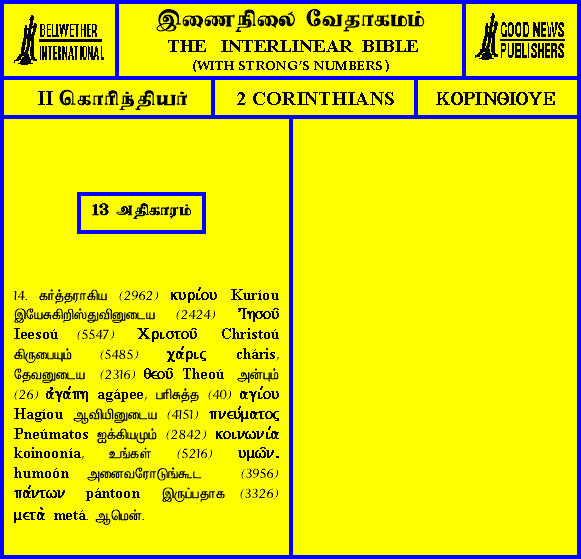 BELLWETHER
INTERNATIONAL
இணைநிலை வேதாகமம்
THE INTERLINEAR BIBLE
(WITH STRONG'S NUMBERS)
GOOD NEWS
PUBLISHERS
II கொரிந்தியர்
2 CORINTHIANS
ΚΟΡΙΝΘΙΟΥΕ
13 அதிகாரம்
14. கர்த்தராகிய (2962) κυρίου Kuríou
இயேசுகிறிஸ்துவினுடைய (2424) Ἰησοῦ
Ieesoú (5547) Χριστοῦ Christoú
கிருபையும் (5485) χάρις cháris,
தேவனுடைய (2316) θεοῦ Theoú அன்பும்
(26) ἀγάπη agápee, பரிசுத்த (40) αγίου
Hagíou ஆவியினுடைய (4151) πνεύματος
Pneúmatos ஐக்கியமும் (2842) κοινωνία
koinoonía, உங்கள் (5216) υμῶν.
humoón அனைவரோடுங்கூட (3956)
πάντων pántoon இருப்பதாக (3326)
μετὰ metá. ஆமென்.